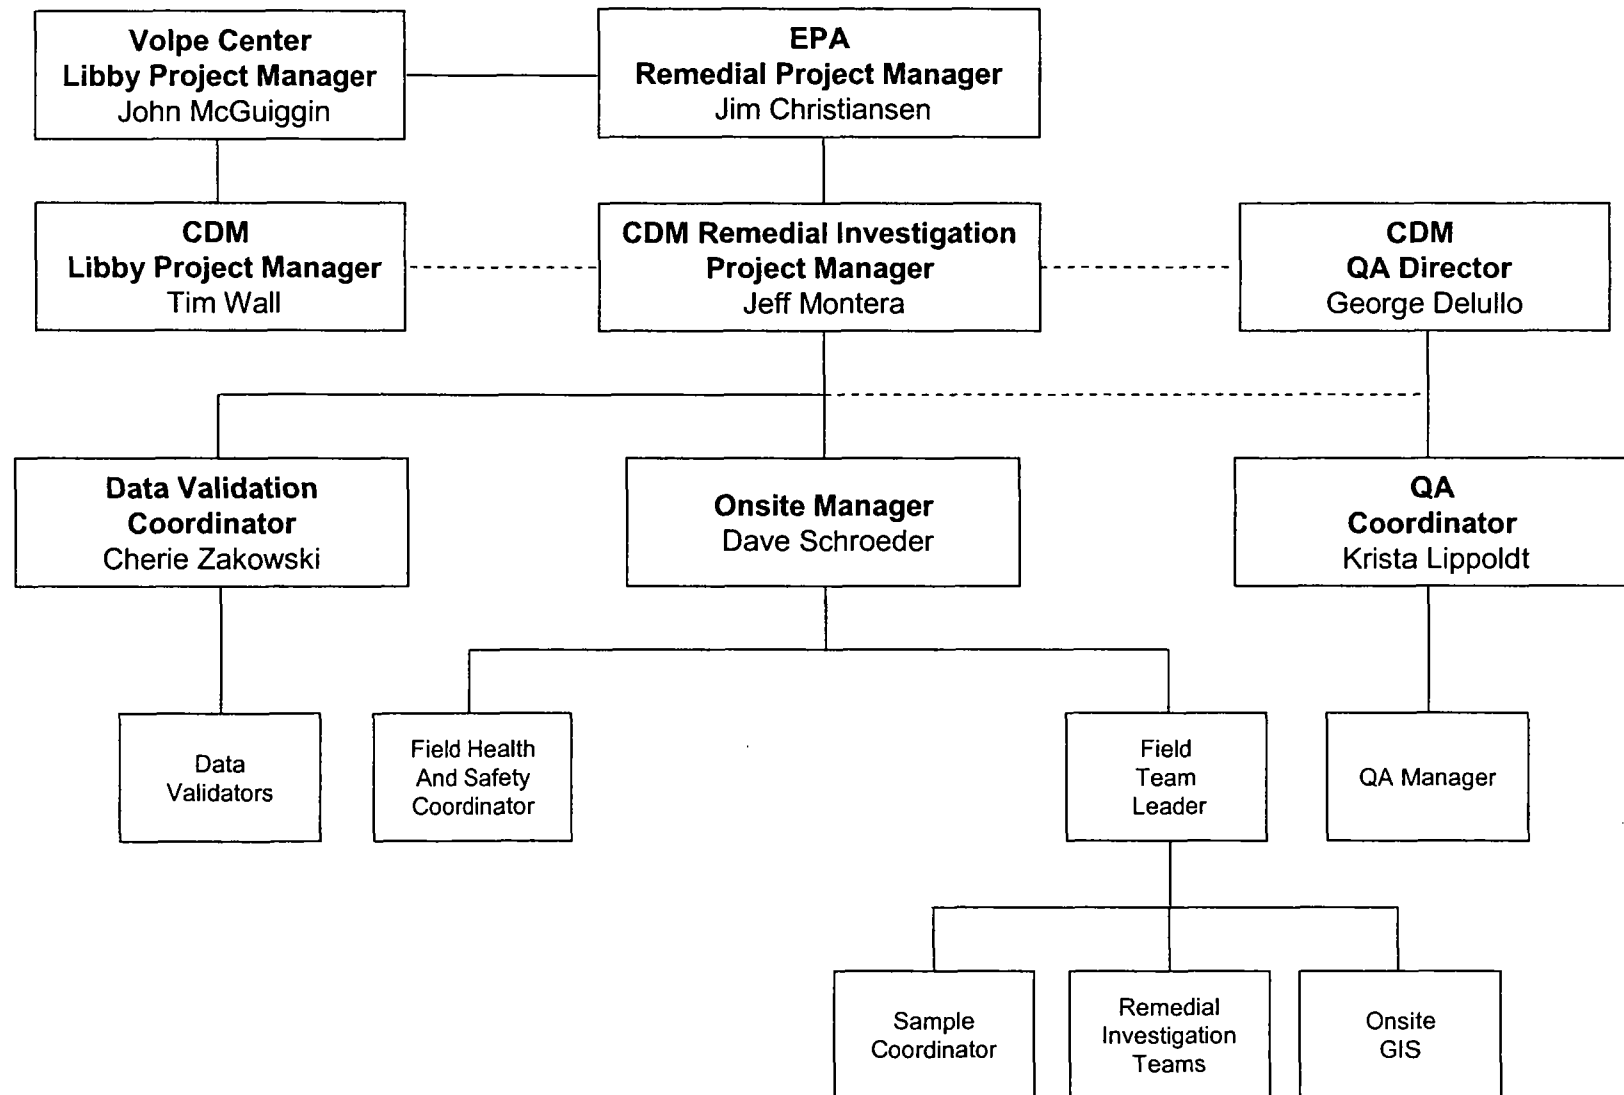 Volpe Center
Libby Project Manager
John McGuiggin
EPA
Remedial Project Manager
Jim Christiansen
CDM
Libby Project Manager
Tim Wall
CDM Remedial Investigation
Project Manager
Jeff Montera
CDM
QA Director
George Delullo
Data Validation
Coordinator
Cherie Zakowski
Onsite Manager
Dave Schroeder
QA
Coordinator
Krista Lippoldt
Data
Validators
Field Health
And Safety
Coordinator
Field
Team
Leader
QA Manager
Sample
Coordinator
Remedial
Investigation
Teams
Onsite
GIS